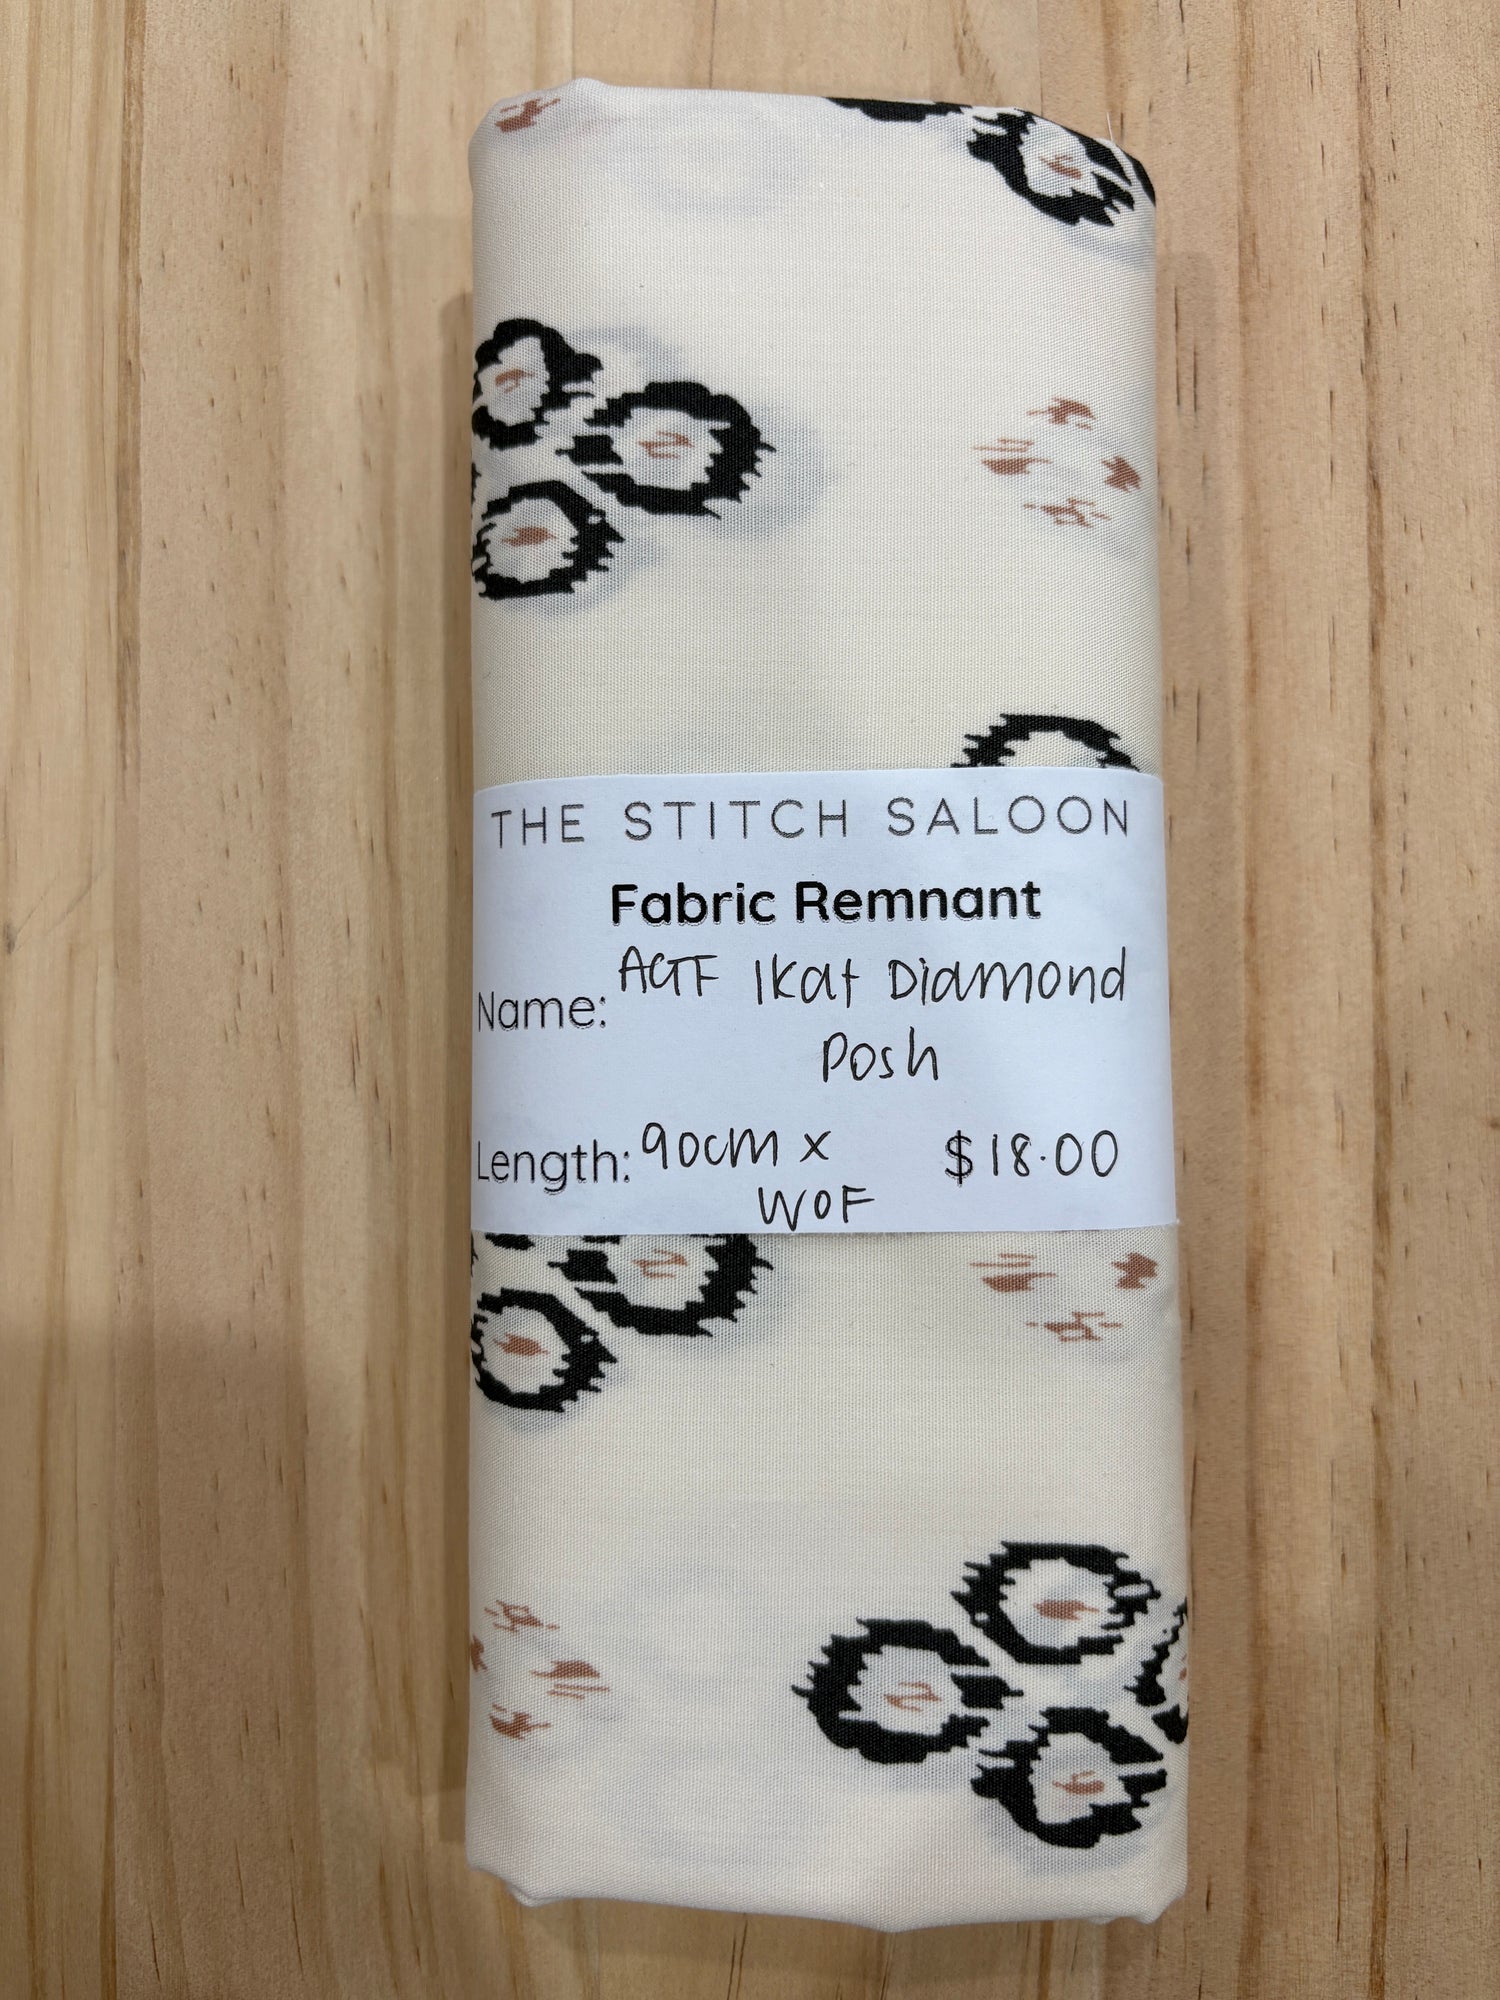 THE STITCH SALOON
Fabric Remnant
Name: AGF Ikat Diamond
Posh
Length: 90cm x $18.00
WOF